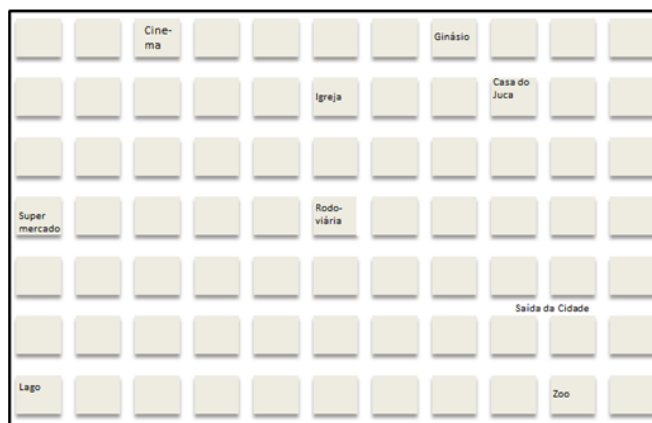 Cine-
ma
Ginásio
Igreja
Casa do
Juca
Super
mercado
Rodo-
viária
Saída da Cidade
Lago
Zoo